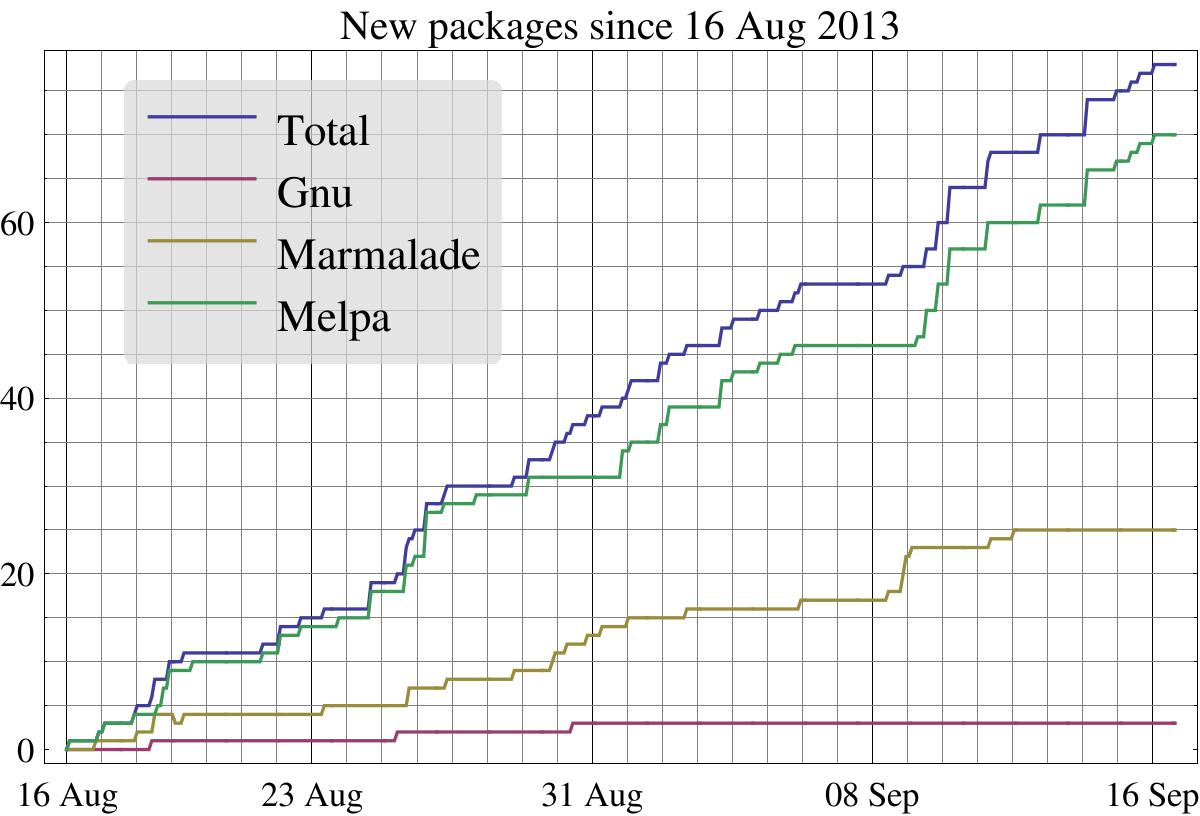 New packages since 16 Aug 2013
Total
Gnu
Marmalade
Melpa
60
40
20
0
16 Aug 23 Aug 31 Aug 08 Sep 16 Sep